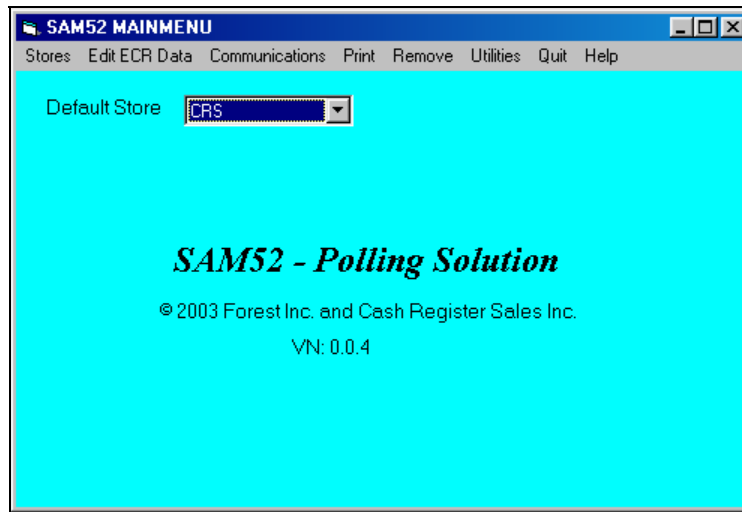 SAM52 MAINMENU
Stores Edit ECR Data Communications Print Remove Utilities Quit Help
Default Store CRS
SAM52 - Polling Solution
© 2003 Forest Inc. and Cash Register Sales Inc.
VN: 0.0.4